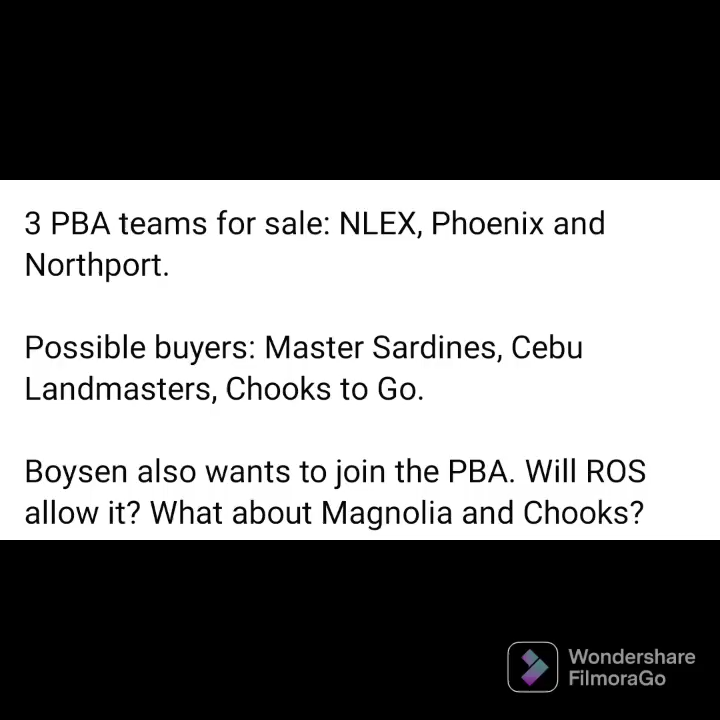 3 PBA teams for sale: NLEX, Phoenix and
Northport.
Possible buyers: Master Sardines, Cebu
Landmasters, Chooks to Go.
Boysen also wants to join the PBA. Will ROS
allow it? What about Magnolia and Chooks?
Wondershare
FilmoraGo